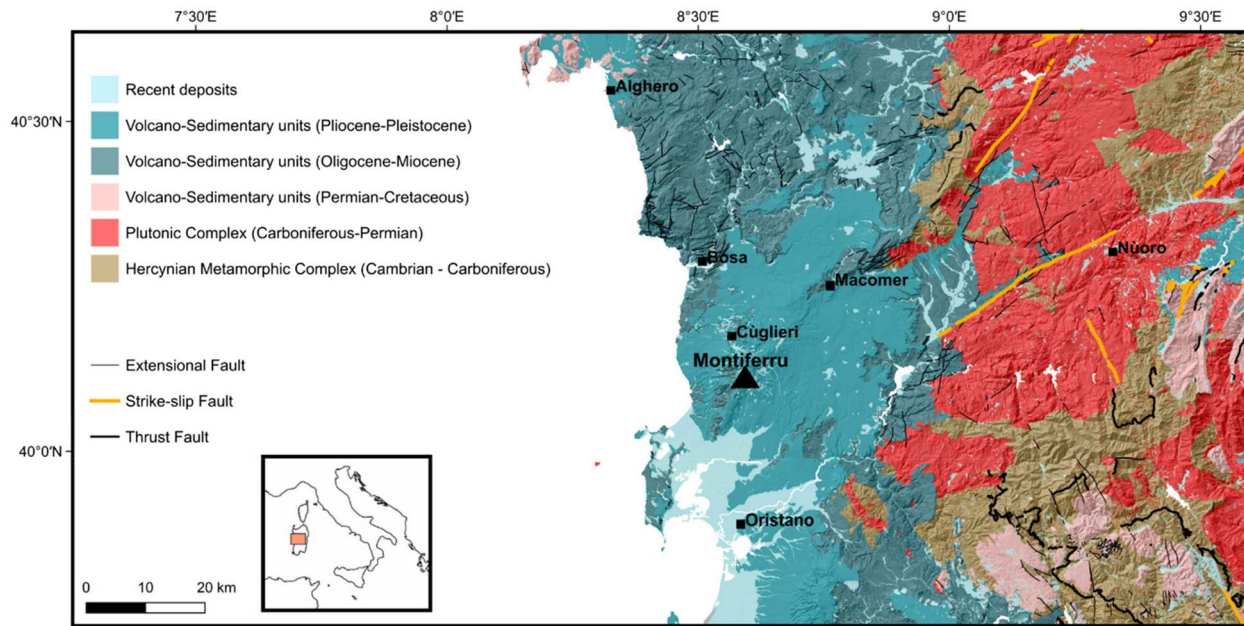 7°30'E 8°0'E 8°30'E 9°0'E 9°30'E
40°30'N
40°0'N
Recent deposits
Volcano-Sedimentary units (Pliocene-Pleistocene)
Volcano-Sedimentary units (Oligocene-Miocene)
Volcano-Sedimentary units (Permian-Cretaceous)
Plutonic Complex (Carboniferous-Permian)
Hercynian Metamorphic Complex (Cambrian - Carboniferous)
Extensional Fault
Strike-slip Fault
Thrust Fault
0 10 20 km
Alghero
Bosa
Nùoro
Macomer
Cùglieri
Montiferru
Oristano